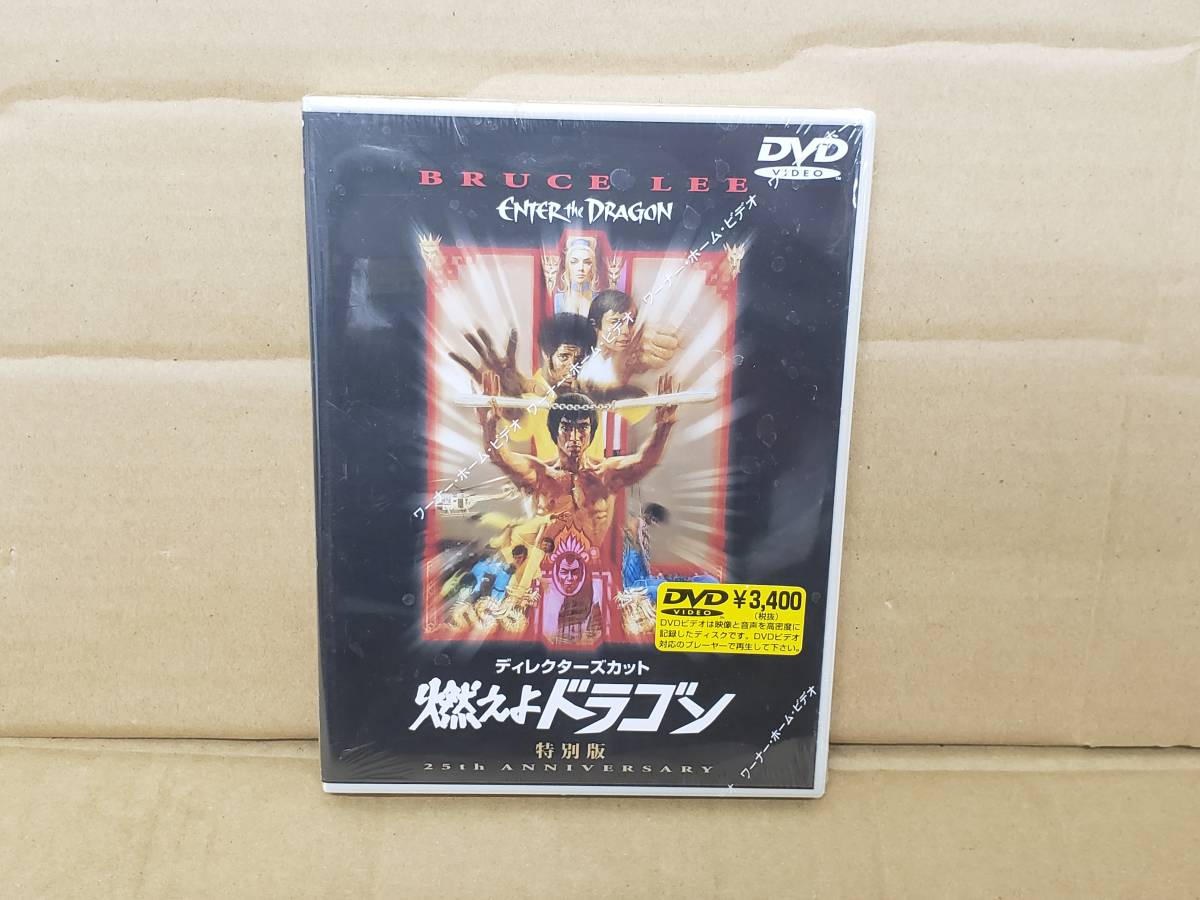 DVD
VIDEO
BRUCE LEE
ENTER the DRAGON
ワーナー・ホーム・ビデオ ワーナー・ホーム・ビデオ ワーナー・ホーム・ビデオ ワーナー・ホー
DVD ¥3,400
VIDEO (税抜)
DVDビデオは映像と音声を高密度に
記録したディスクです。DVDビデオ
対応のプレーヤーで再生して下さい。
ディレクターズカット
燃えよドラゴン
特別版
25th ANNIVERSARY
ワーナー・ホーム・ビデオ